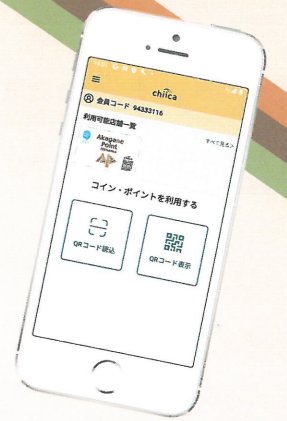 chiica
会員コード 94333116
利用可能店舗一覧
すべて見る>
Akagane
Point
コイン・ポイントを利用する
QRコード読込
QRコード表示